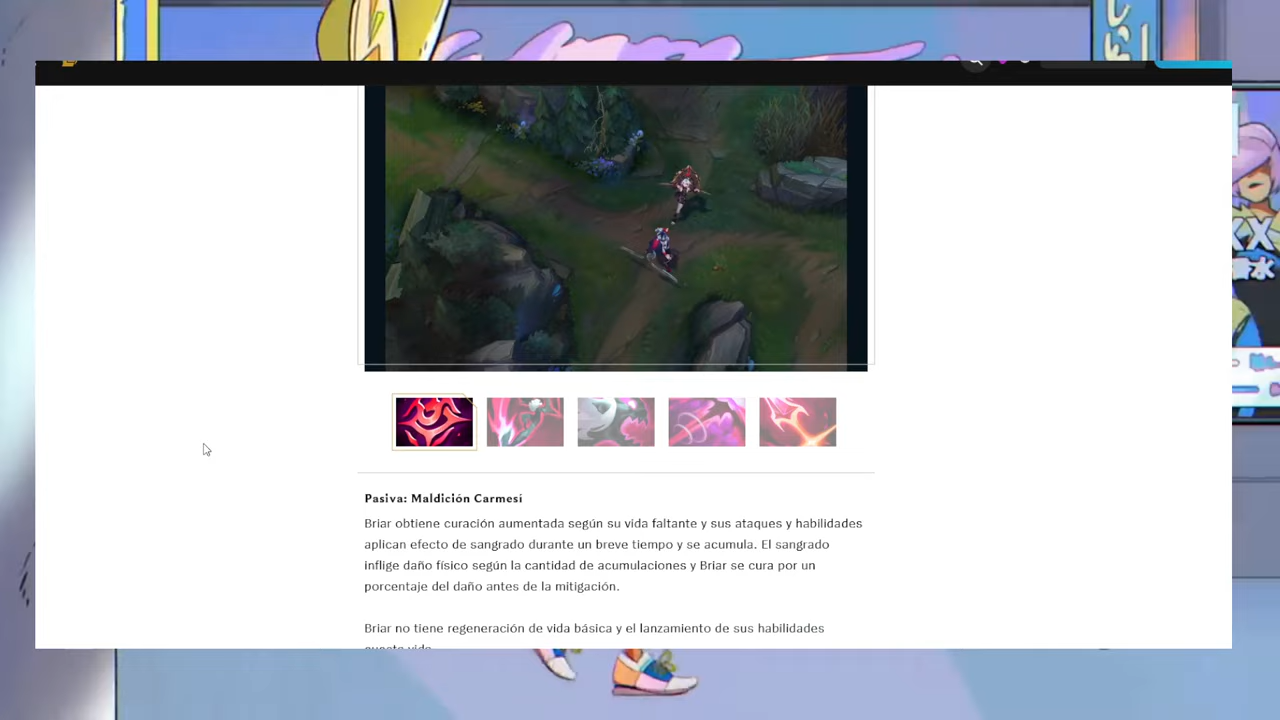 Pasiva: Maldición Carmesí
Briar obtiene curación aumentada según su vida faltante y sus ataques y habilidades
aplican efecto de sangrado durante un breve tiempo y se acumula. El sangrado
inflige daño físico según la cantidad de acumulaciones y Briar se cura por un
porcentaje del daño antes de la mitigación.
Briar no tiene regeneración de vida básica y el lanzamiento de sus habilidades
cuesta vida.
XX